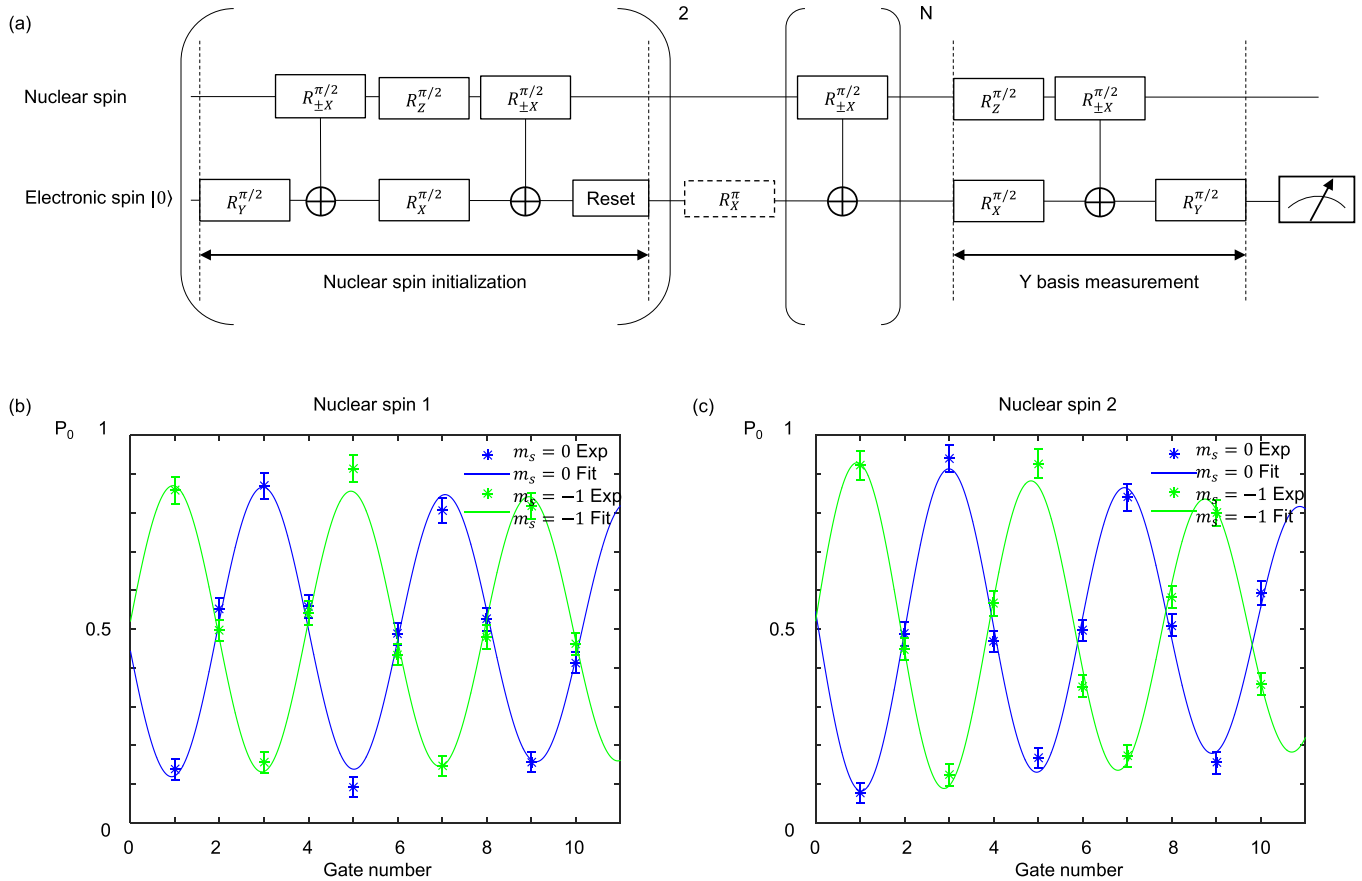 (a)
2
N
Nuclear spin
R_{±X}^{π/2} R_Z^{π/2} R_{±X}^{π/2} R_{±X}^{π/2} R_Z^{π/2} R_{±X}^{π/2}
Electronic spin |0⟩
R_Y^{π/2} R_X^{π/2} Reset R_X^π R_X^{π/2} R_Y^{π/2}
Nuclear spin initialization
Y basis measurement
(b)
Nuclear spin 1
P₀
1
0.5
0
m_s = 0 Exp
m_s = 0 Fit
m_s = −1 Exp
m_s = −1 Fit
0 2 4 6 8 10
Gate number
(c)
Nuclear spin 2
P₀
1
0.5
0
m_s = 0 Exp
m_s = 0 Fit
m_s = −1 Exp
m_s = −1 Fit
0 2 4 6 8 10
Gate number